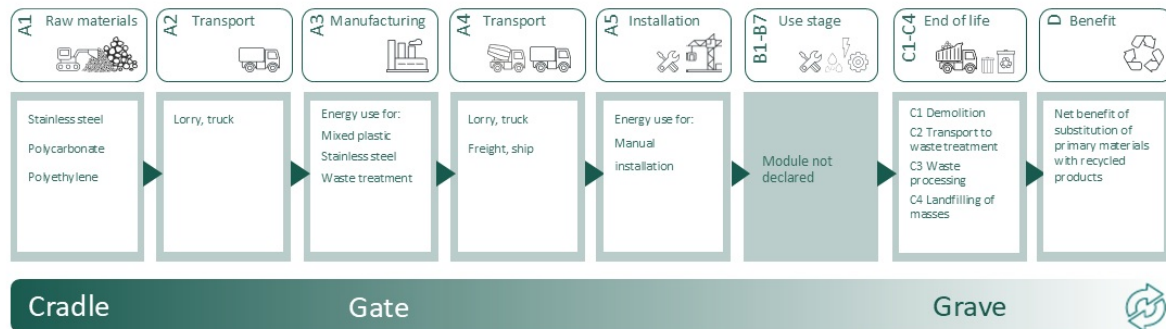 A1 Raw materials
A2 Transport
A3 Manufacturing
A4 Transport
A5 Installation
B1-B7 Use stage
C1-C4 End of life
D Benefit
Stainless steel
Polycarbonate
Polyethylene
Lorry, truck
Energy use for:
Mixed plastic
Stainless steel
Waste treatment
Lorry, truck
Freight, ship
Energy use for:
Manual
installation
Module not
declared
C1 Demolition
C2 Transport to
waste treatment
C3 Waste
processing
C4 Landfilling of
masses
Net benefit of
substitution of
primary materials
with recycled
products
Cradle
Gate
Grave